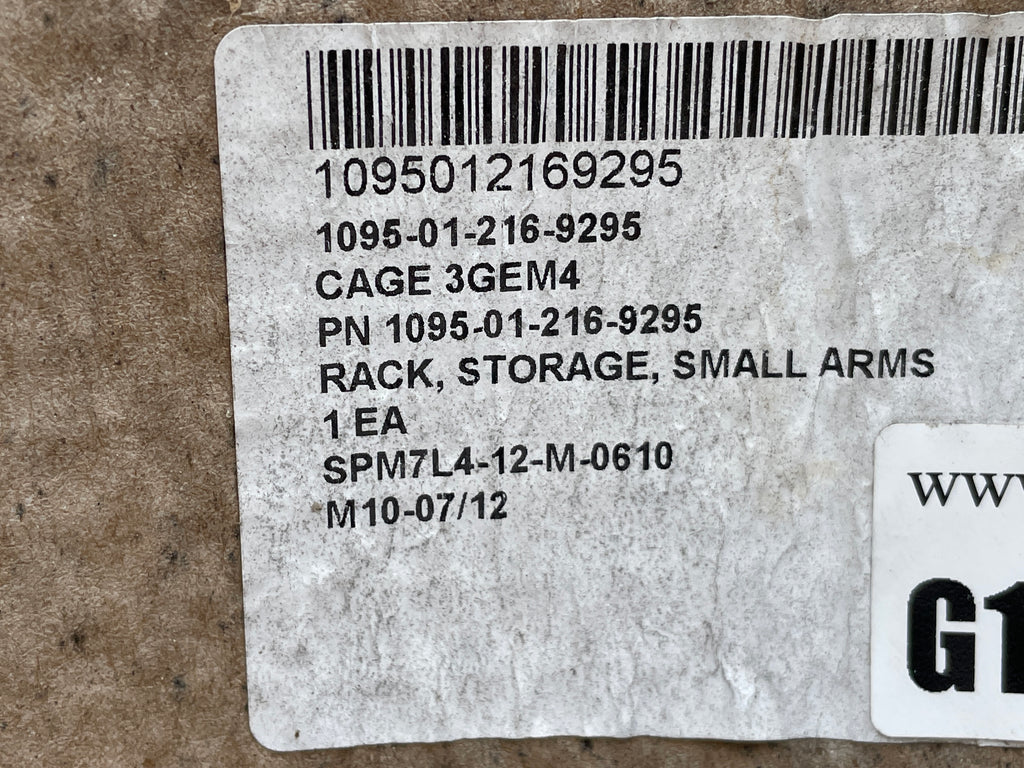 1095012169295
1095-01-216-9295
CAGE 3GEM4
PN 1095-01-216-9295
RACK, STORAGE, SMALL ARMS
1 EA
SPM7L4-12-M-0610
M10-07/12
www
G1